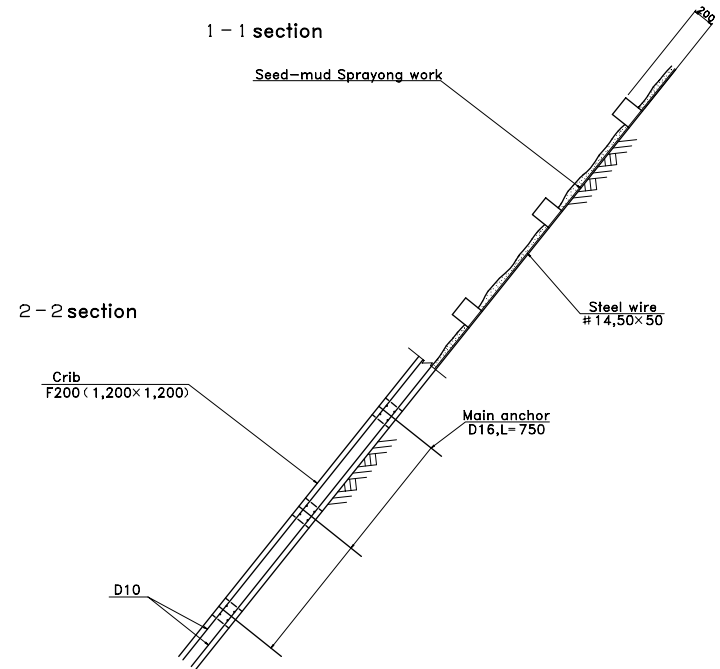 1-1 section
200
Seed-mud Sprayong work
2-2 section
Steel wire
#14,50×50
Crib
F200(1,200×1,200)
Main anchor
D16,L=750
D10